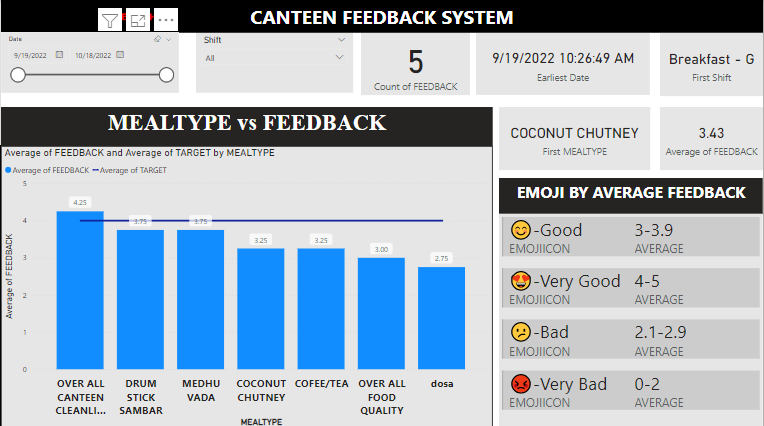 CANTEEN FEEDBACK SYSTEM
Date
9/19/2022
10/18/2022
Shift
All
5
Count of FEEDBACK
9/19/2022 10:26:49 AM
Earliest Date
Breakfast - G
First Shift
MEALTYPE vs FEEDBACK
COCONUT CHUTNEY
First MEALTYPE
3.43
Average of FEEDBACK
Average of FEEDBACK and Average of TARGET by MEALTYPE
Average of FEEDBACK
Average of TARGET
Average of FEEDBACK
5
4
3
2
1
0
4.25
3.75
3.75
3.25
3.25
3.00
2.75
OVER ALL
CANTEEN
CLEANLI...
DRUM
STICK
SAMBAR
MEDHU
VADA
COCONUT
CHUTNEY
COFEE/TEA
OVER ALL
FOOD
QUALITY
dosa
MEALTYPE
EMOJI BY AVERAGE FEEDBACK
😊-Good
3-3.9
EMOJIICON
AVERAGE
😍-Very Good
4-5
EMOJIICON
AVERAGE
😕-Bad
2.1-2.9
EMOJIICON
AVERAGE
😡-Very Bad
0-2
EMOJIICON
AVERAGE